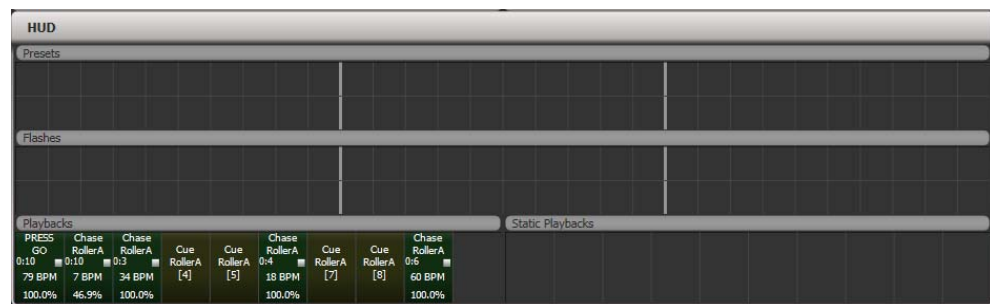 HUD
Presets
Flashes
Playbacks
Static Playbacks
PRESS Chase Chase Chase Chase
GO RollerA RollerA Cue Cue RollerA Cue Cue RollerA
0:10 0:10 0:3 RollerA RollerA 0:4 RollerA RollerA 0:6
79 BPM 7 BPM 34 BPM [4] [5] 18 BPM [7] [8] 60 BPM
100.0% 46.9% 100.0% 100.0% 100.0%